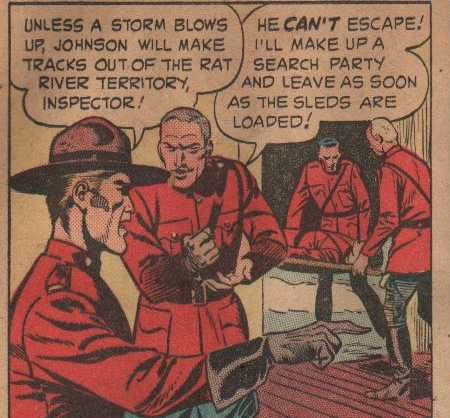 UNLESS A STORM BLOWS
UP, JOHNSON WILL MAKE
TRACKS OUT OF THE RAT
RIVER TERRITORY,
INSPECTOR!
HE CAN'T ESCAPE!
I'LL MAKE UP A
SEARCH PARTY
AND LEAVE AS SOON
AS THE SLEDS ARE
LOADED!